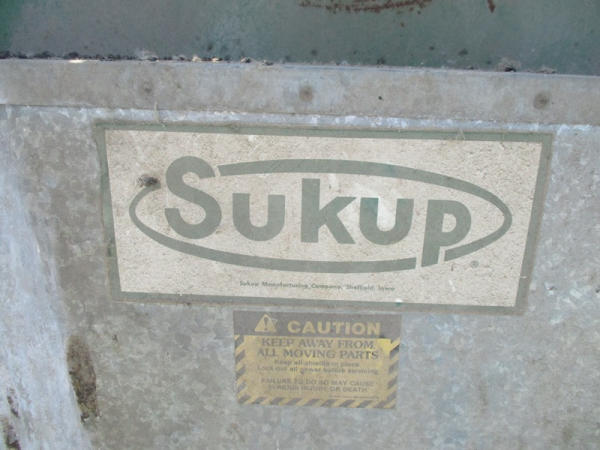 Sukup®
Sukup Manufacturing Company, Sheffield, Iowa
CAUTION
KEEP AWAY FROM
ALL MOVING PARTS
Keep all shields in place
Lock out all power before servicing
FAILURE TO DO SO MAY CAUSE
SERIOUS INJURY OR DEATH